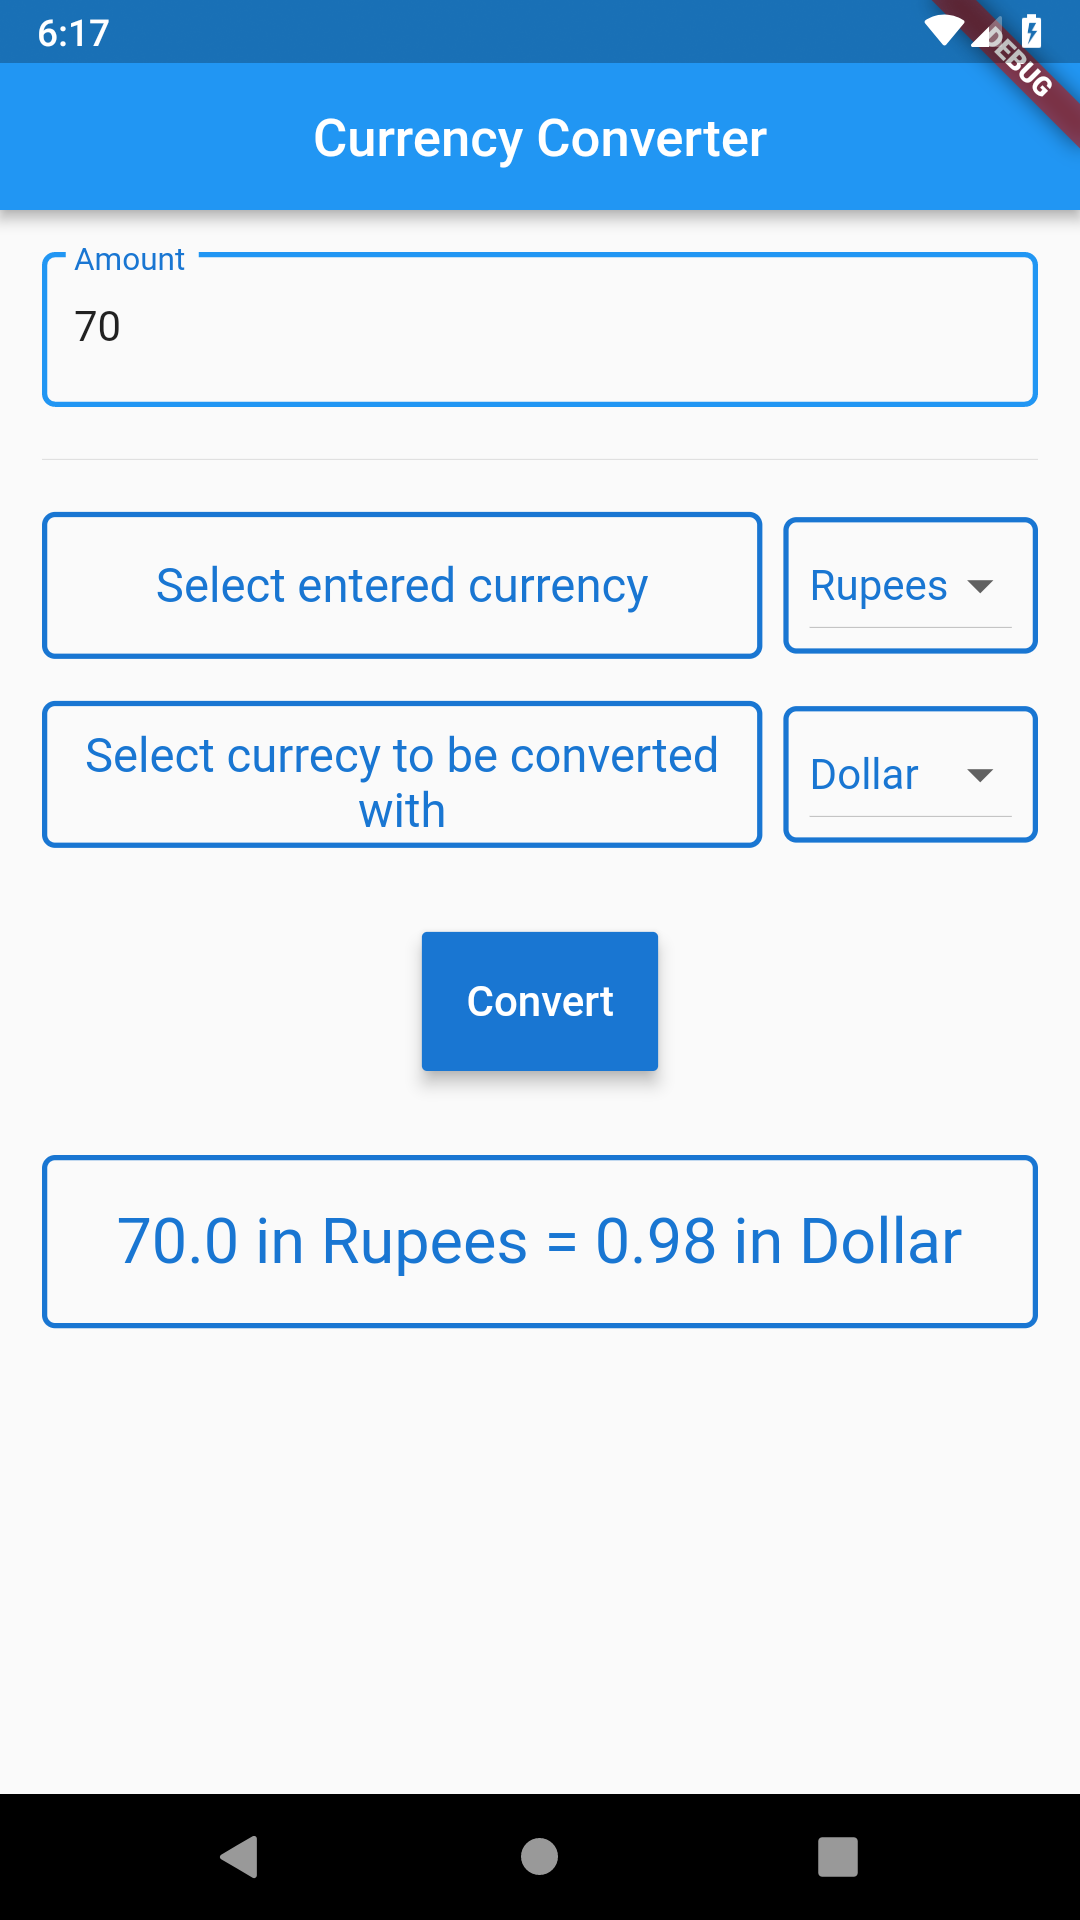 6:17
DEBUG
Currency Converter
Amount
70
Select entered currency
Rupees
Select currecy to be converted
with
Dollar
Convert
70.0 in Rupees = 0.98 in Dollar